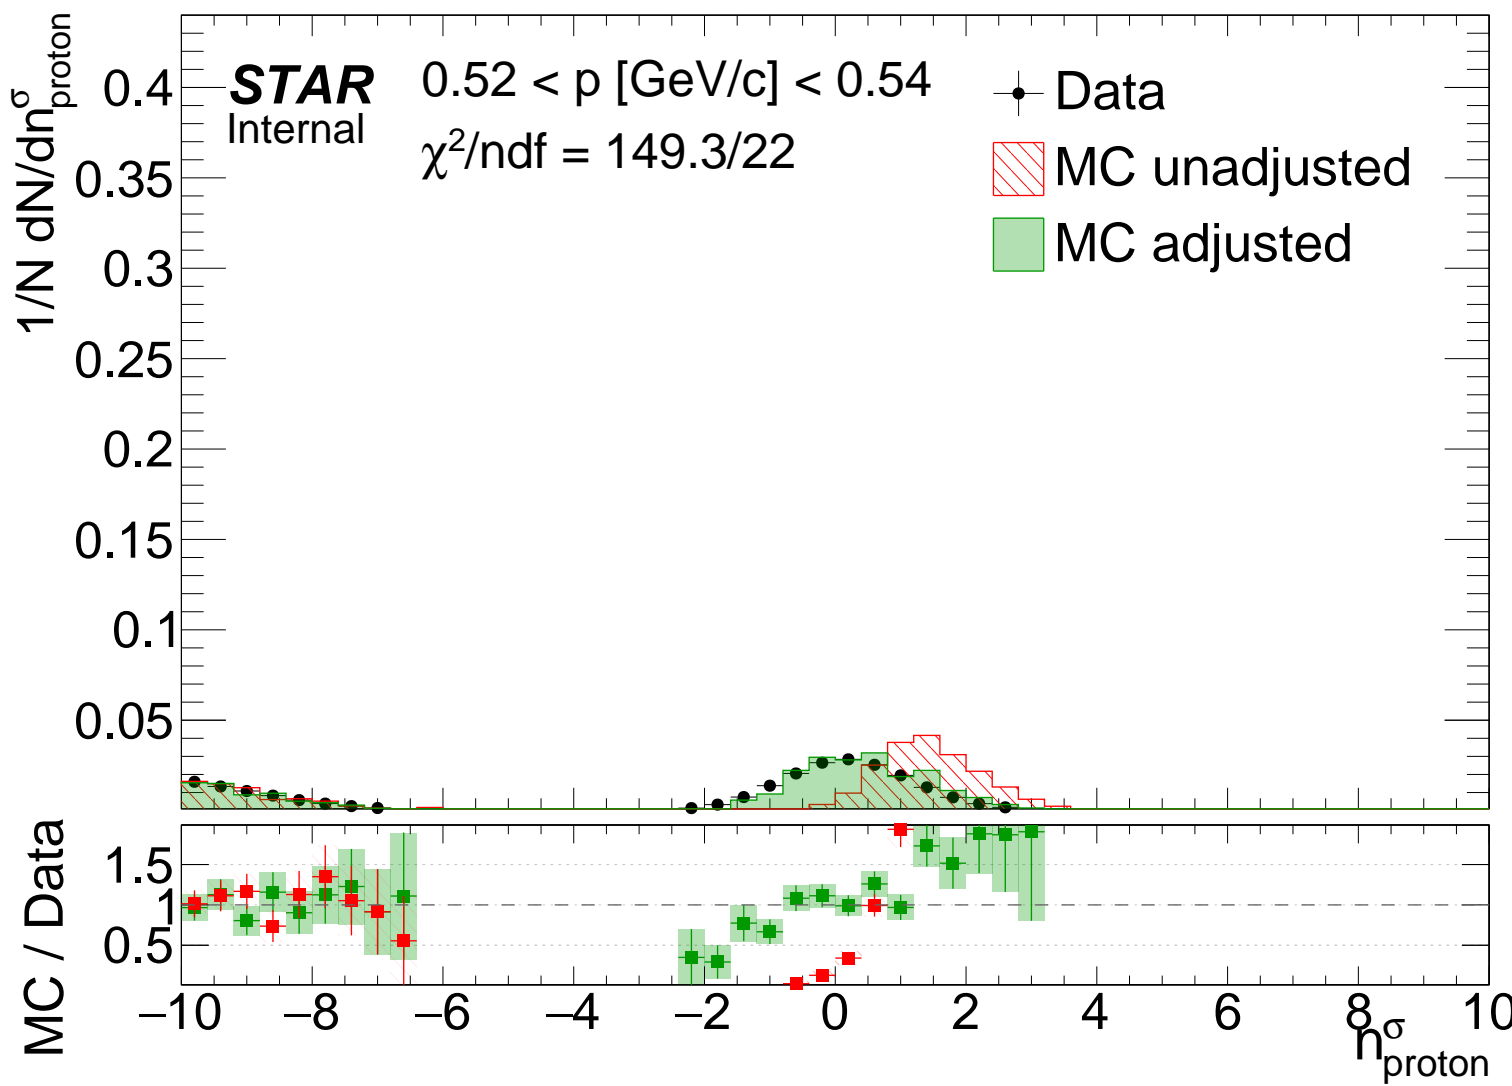 1/N dN/dn^σ_proton
STAR
Internal
0.52 < p [GeV/c] < 0.54
χ²/ndf = 149.3/22
Data
MC unadjusted
MC adjusted
0.4
0.35
0.3
0.25
0.2
0.15
0.1
0.05
MC / Data
1.5
1
0.5
−10 −8 −6 −4 −2 0 2 4 6 8 10
n^σ_proton